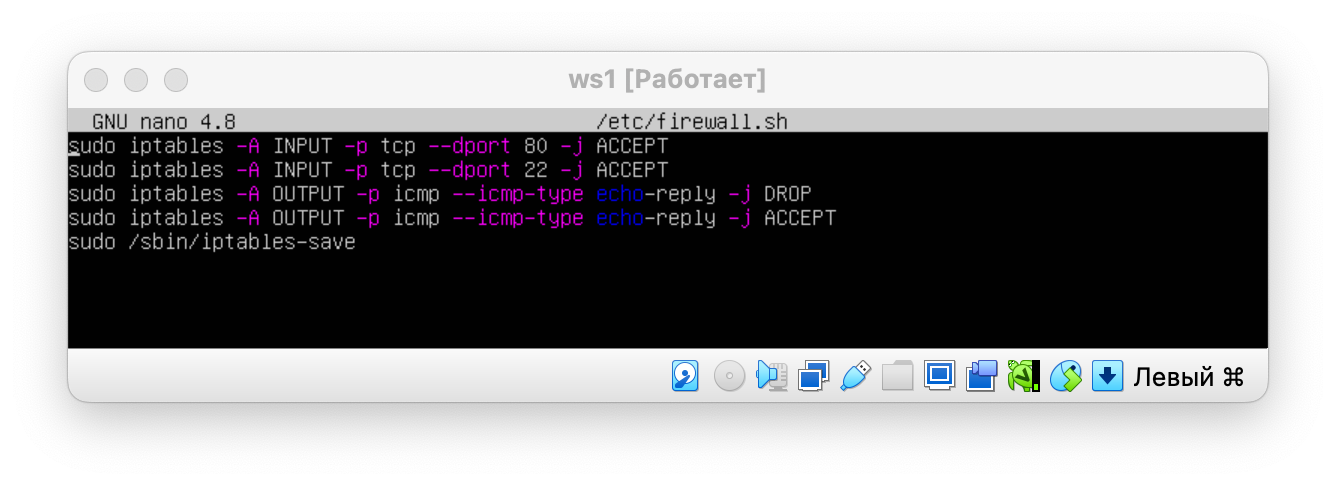 ws1 [Работает]
GNU nano 4.8 /etc/firewall.sh
sudo iptables -A INPUT -p tcp --dport 80 -j ACCEPT
sudo iptables -A INPUT -p tcp --dport 22 -j ACCEPT
sudo iptables -A OUTPUT -p icmp --icmp-type echo-reply -j DROP
sudo iptables -A OUTPUT -p icmp --icmp-type echo-reply -j ACCEPT
sudo /sbin/iptables-save
Левый ⌘